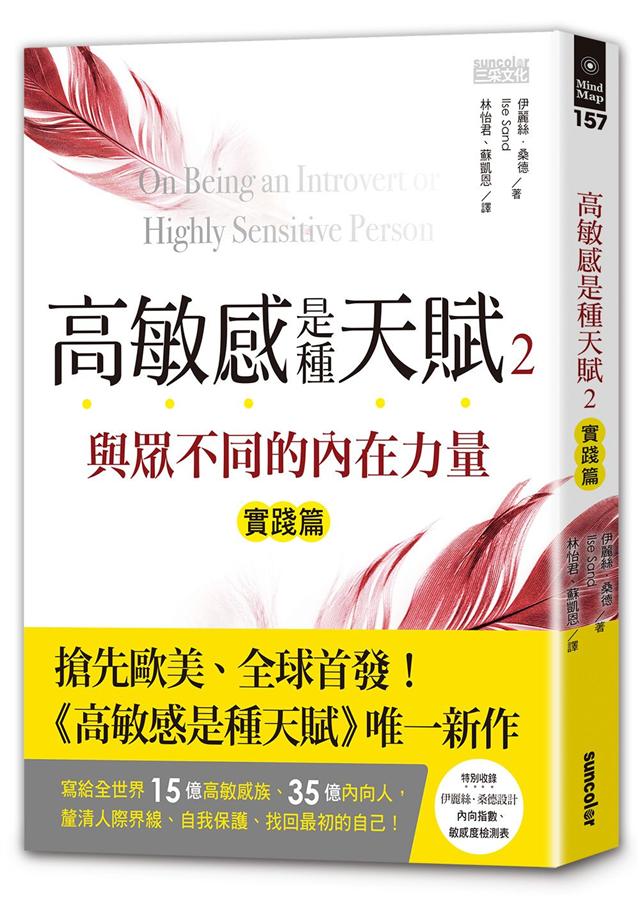 suncolor
三采文化
伊麗絲・桑德／著
Ilse Sand
林怡君、蘇凱恩／譯
On Being an Introvert or
Highly Sensitive Person
高敏感是種天賦2
與眾不同的內在力量
實踐篇
搶先歐美、全球首發！
《高敏感是種天賦》唯一新作
寫給全世界15億高敏感族、35億內向人，
釐清人際界線、自我保護、找回最初的自己！
特別收錄
伊麗絲・桑德設計
內向指數、
敏感度檢測表
Mind
Map
157
高敏感是種天賦2
實踐篇
伊麗絲・桑德／著
Ilse Sand
林怡君、蘇凱恩／譯
suncolor